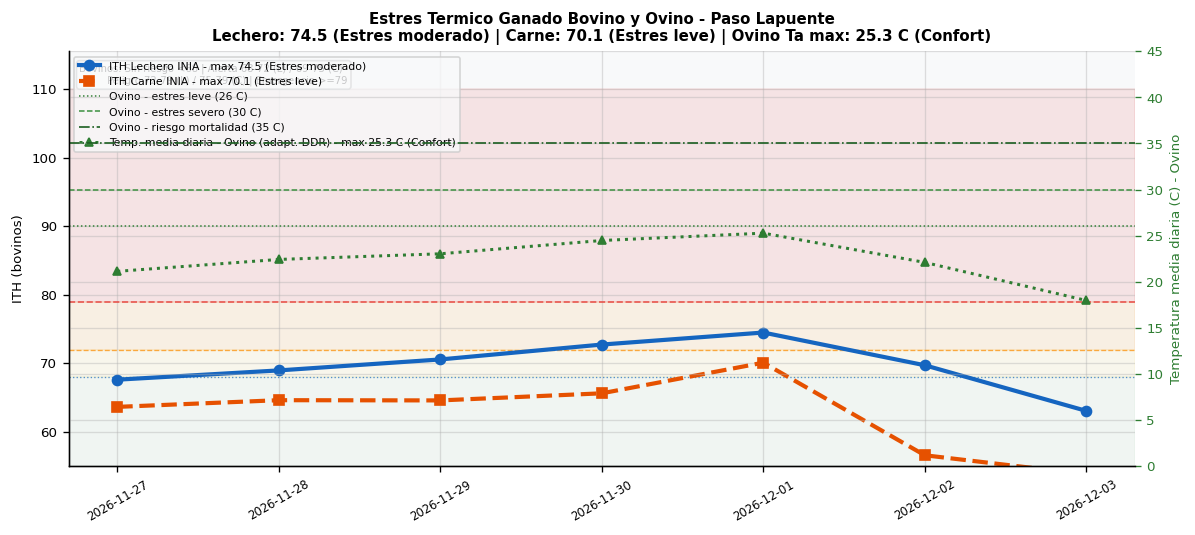 Estres Termico Ganado Bovino y Ovino - Paso Lapuente
Lechero: 74.5 (Estres moderado) | Carne: 70.1 (Estres leve) | Ovino Ta max: 25.3 C (Confort)
ITH Lechero INIA - max 74.5 (Estres moderado)
ITH Carne INIA - max 70.1 (Estres leve)
Ovino - estres leve (26 C)
Ovino - estres severo (30 C)
Ovino - riesgo mortalidad (35 C)
Temp. media diaria - Ovino (adapt. DDR) - max 25.3 C (Confort)
>=79
ITH (bovinos)
110
100
90
80
70
60
45
40
35
30
25
20
15
10
5
0
Temperatura media diaria (C) - Ovino
2026-11-27
2026-11-28
2026-11-29
2026-11-30
2026-12-01
2026-12-02
2026-12-03